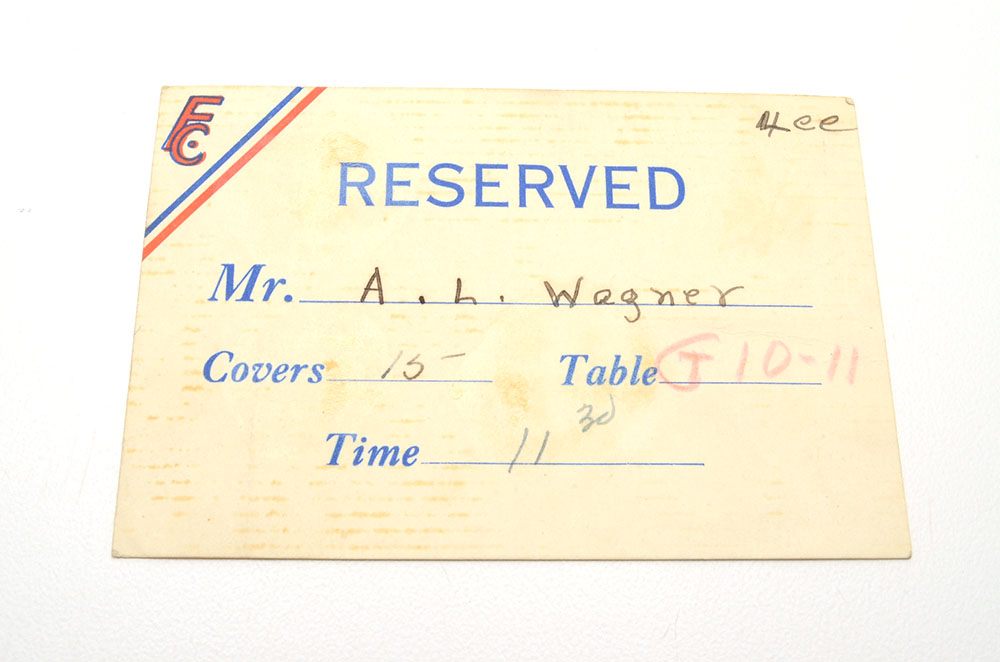 FC
4ee
RESERVED
Mr. A. L. Wagner
Covers 15- Table G 10-11
Time 11 30